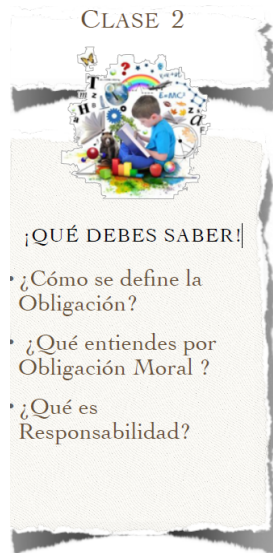 CLASE 2
¡QUÉ DEBES SABER!
¿Cómo se define la
Obligación?
¿Qué entiendes por
Obligación Moral ?
¿Qué es
Responsabilidad?